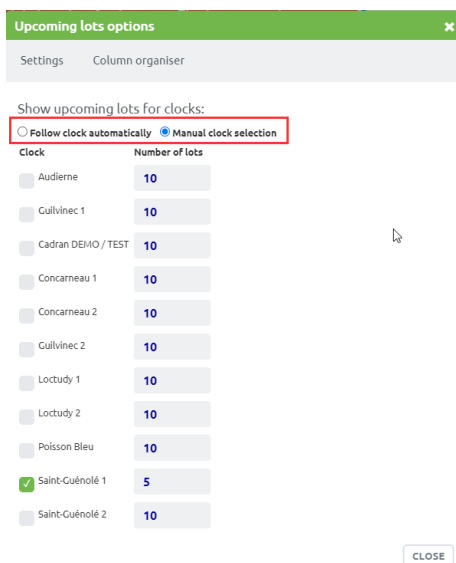 Upcoming lots options
Settings Column organiser
Show upcoming lots for clocks:
Follow clock automatically Manual clock selection
Clock Number of lots
Audierne 10
Guilvinec 1 10
Cadran DEMO / TEST 10
Concarneau 1 10
Concarneau 2 10
Guilvinec 2 10
Loctudy 1 10
Loctudy 2 10
Poisson Bleu 10
Saint-Guénolé 1 5
Saint-Guénolé 2 10
CLOSE